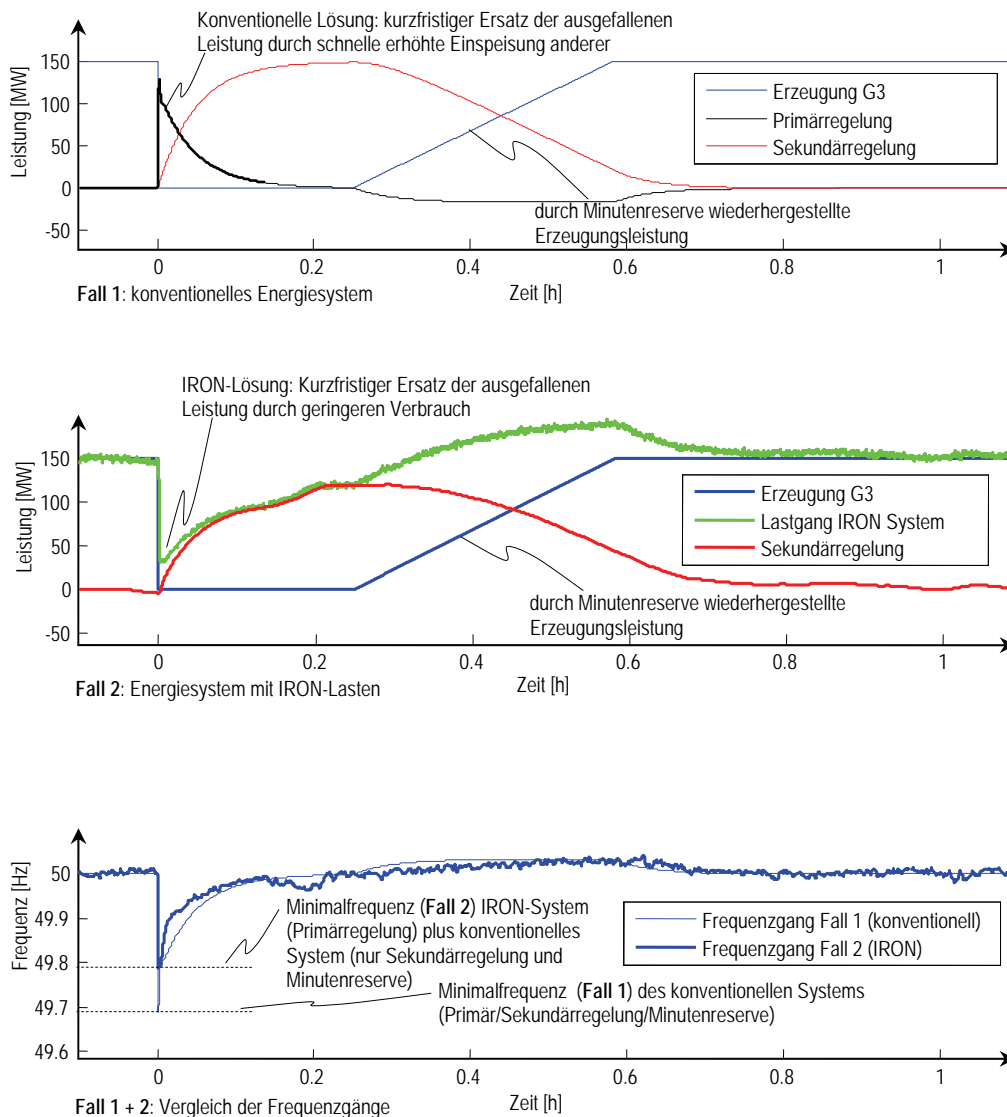 Konventionelle Lösung: kurzfristiger Ersatz der ausgefallenen
Leistung durch schnelle erhöhte Einspeisung anderer
Leistung [MW]
150
100
50
0
-50
Erzeugung G3
Primärregelung
Sekundärregelung
durch Minutenreserve wiederhergestellte
Erzeugungsleistung
0
0.2
0.4
0.6
0.8
1
Fall 1: konventionelles Energiesystem
Zeit [h]
IRON-Lösung: Kurzfristiger Ersatz der ausgefallenen
Leistung durch geringeren Verbrauch
Leistung [MW]
150
100
50
0
-50
Erzeugung G3
Lastgang IRON System
Sekundärregelung
durch Minutenreserve wiederhergestellte
Erzeugungsleistung
0
0.2
0.4
0.6
0.8
1
Fall 2: Energiesystem mit IRON-Lasten
Zeit [h]
Frequenz [Hz]
50
49.9
49.8
49.7
49.6
Minimalfrequenz (Fall 2) IRON-System
(Primärregelung) plus konventionelles
System (nur Sekundärregelung und
Minutenreserve)
Frequenzgang Fall 1 (konventionell)
Frequenzgang Fall 2 (IRON)
Minimalfrequenz (Fall 1) des konventionellen Systems
(Primär/Sekundärregelung/Minutenreserve)
0
0.2
0.4
0.6
0.8
1
Fall 1 + 2: Vergleich der Frequenzgänge
Zeit [h]